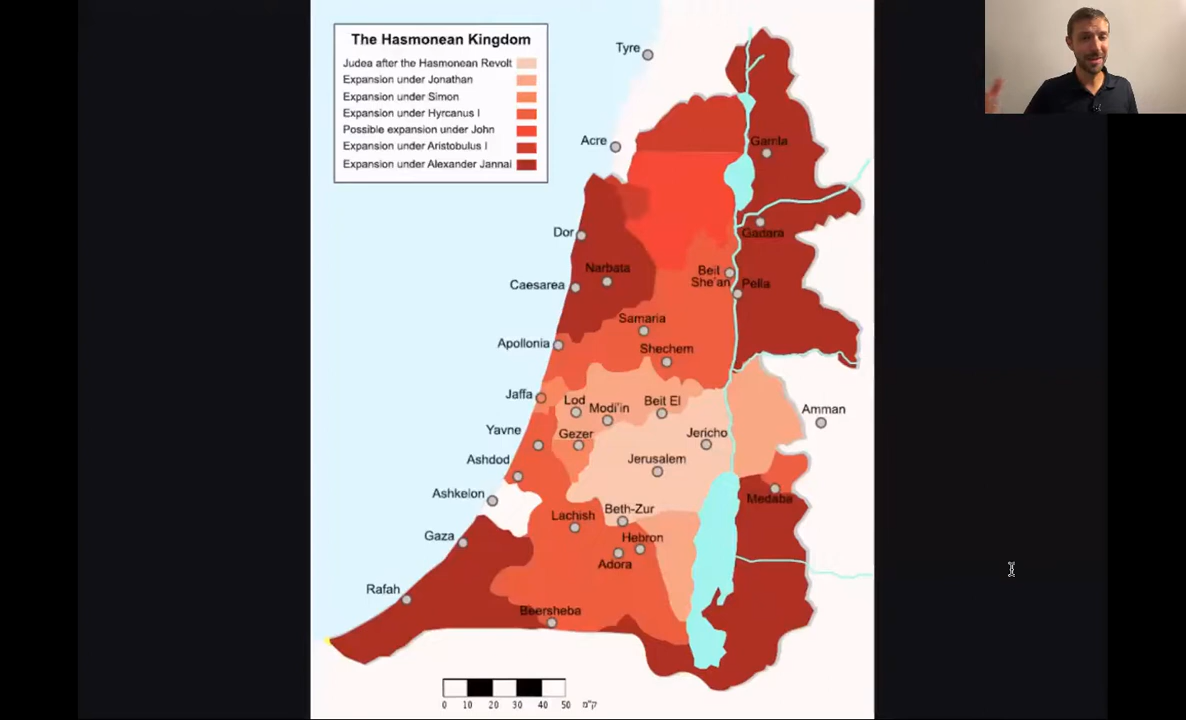 The Hasmonean Kingdom
Judea after the Hasmonean Revolt
Expansion under Jonathan
Expansion under Simon
Expansion under Hyrcanus I
Possible expansion under John
Expansion under Aristobulus I
Expansion under Alexander Jannai
Tyre
Acre
Gamla
Dor
Gadara
Narbata
Beil
She'an
Caesarea
Pella
Samaria
Apollonia
Shechem
Jaffa
Lod
Modi'in
Beit El
Amman
Yavne
Gezer
Jericho
Ashdod
Jerusalem
Ashkelon
Medaba
Lachish
Beth-Zur
Gaza
Hebron
Adora
Rafah
Beersheba
0 10 20 30 40 50 ק"מ